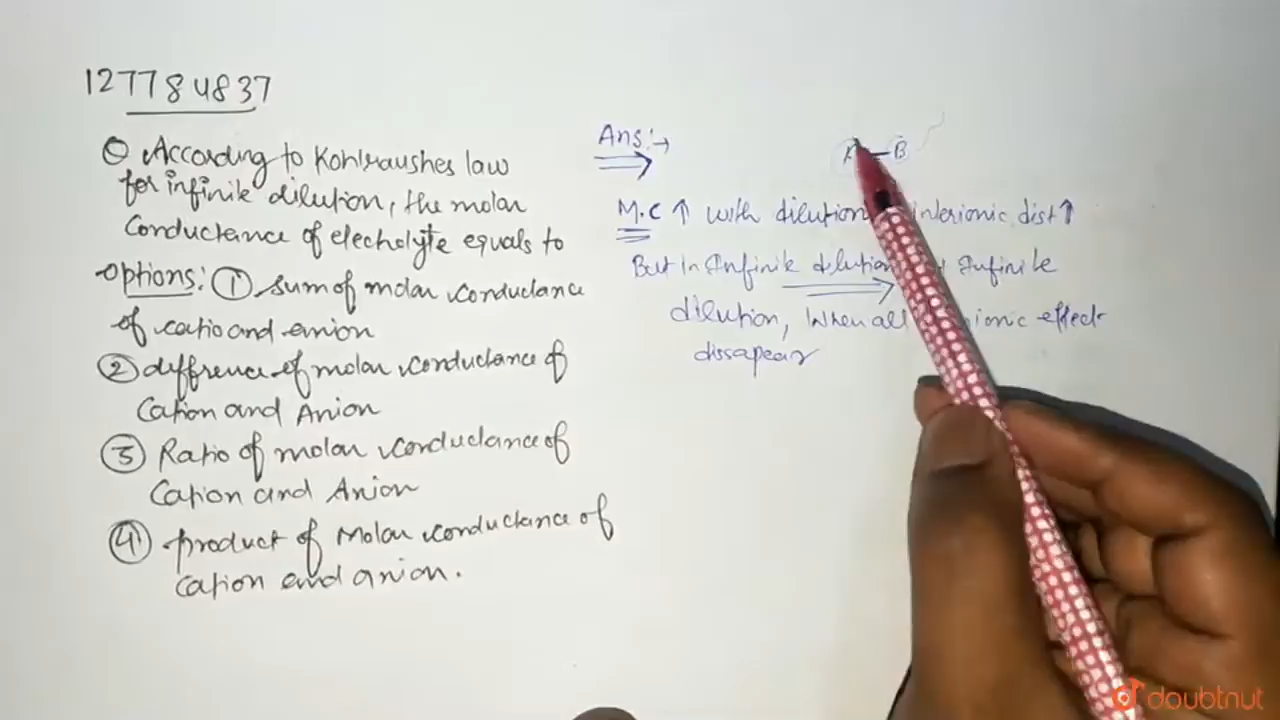 127784837
Q According to Kohlraushes law
for infinite dilution, the molar
Conductance of electrolyte equals to
Options: ① sum of molar conductance
of catio and anion
② diffrence of molar conductance of
Cation and Anion
③ Ratio of molar conductance of
Cation and Anion
④ product of Molar conductance of
cation and anion.
Ans:→
B
M.C ↑ with dilution interionic dist ↑
But in Infinite dilution Infinite
dilution, When all ionic effect
dissapear
doubtnut